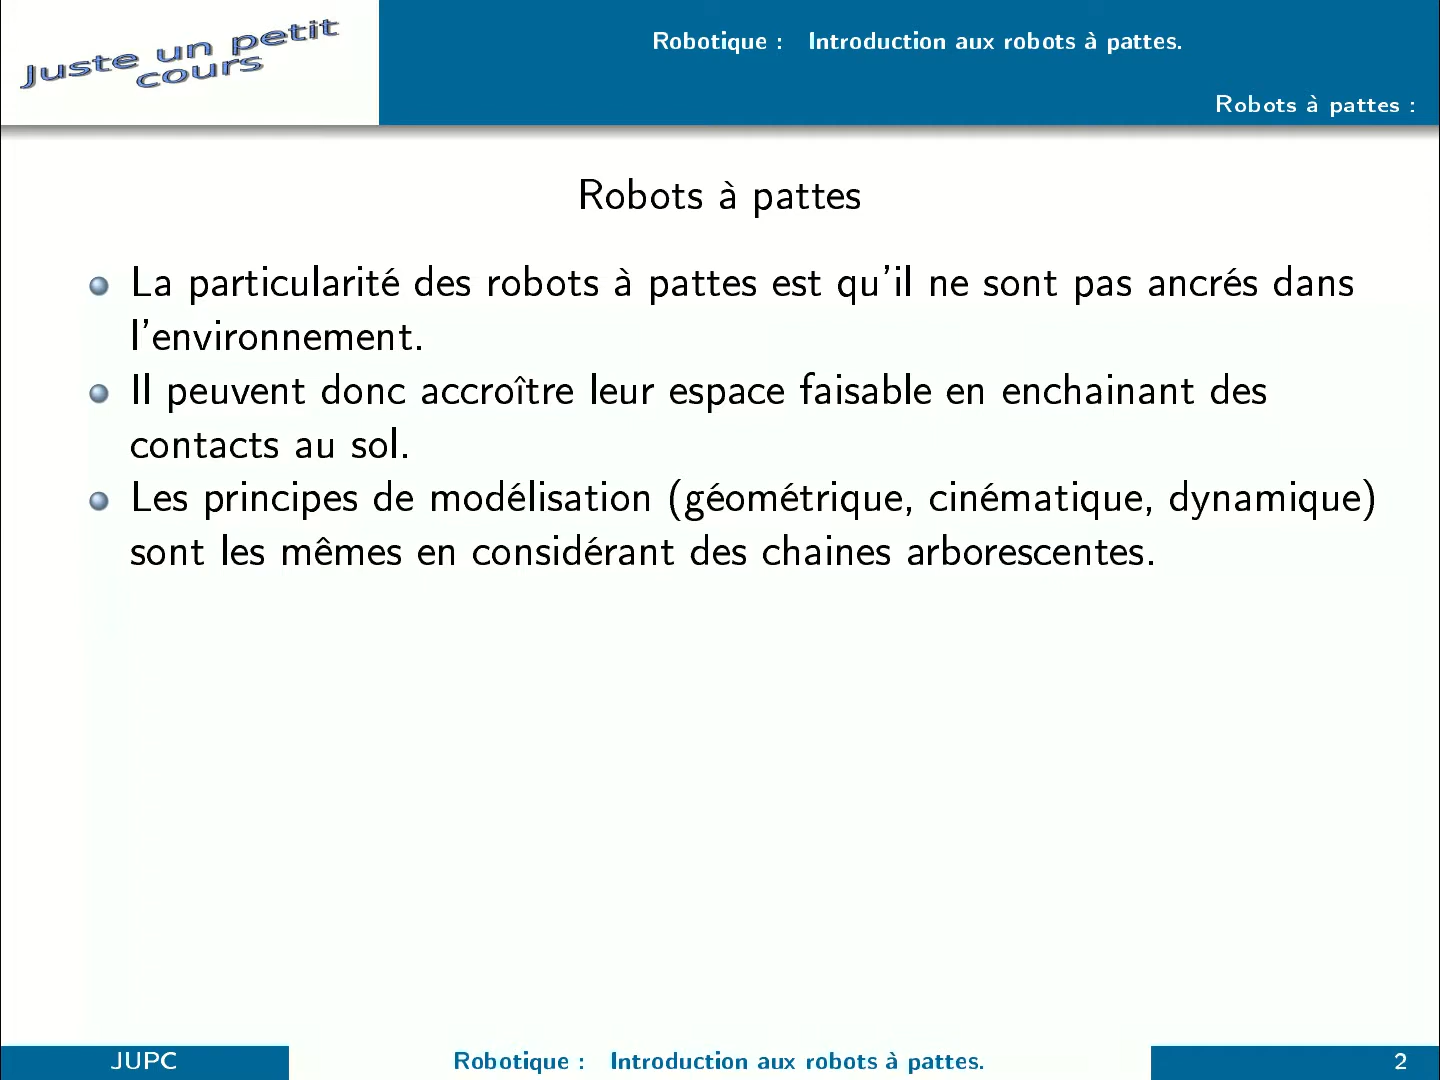 Juste un petit
cours
Robotique : Introduction aux robots à pattes.
Robots à pattes :
Robots à pattes
La particularité des robots à pattes est qu'il ne sont pas ancrés dans
l'environnement.
Il peuvent donc accroître leur espace faisable en enchainant des
contacts au sol.
Les principes de modélisation (géométrique, cinématique, dynamique)
sont les mêmes en considérant des chaines arborescentes.
JUPC
Robotique : Introduction aux robots à pattes.
2